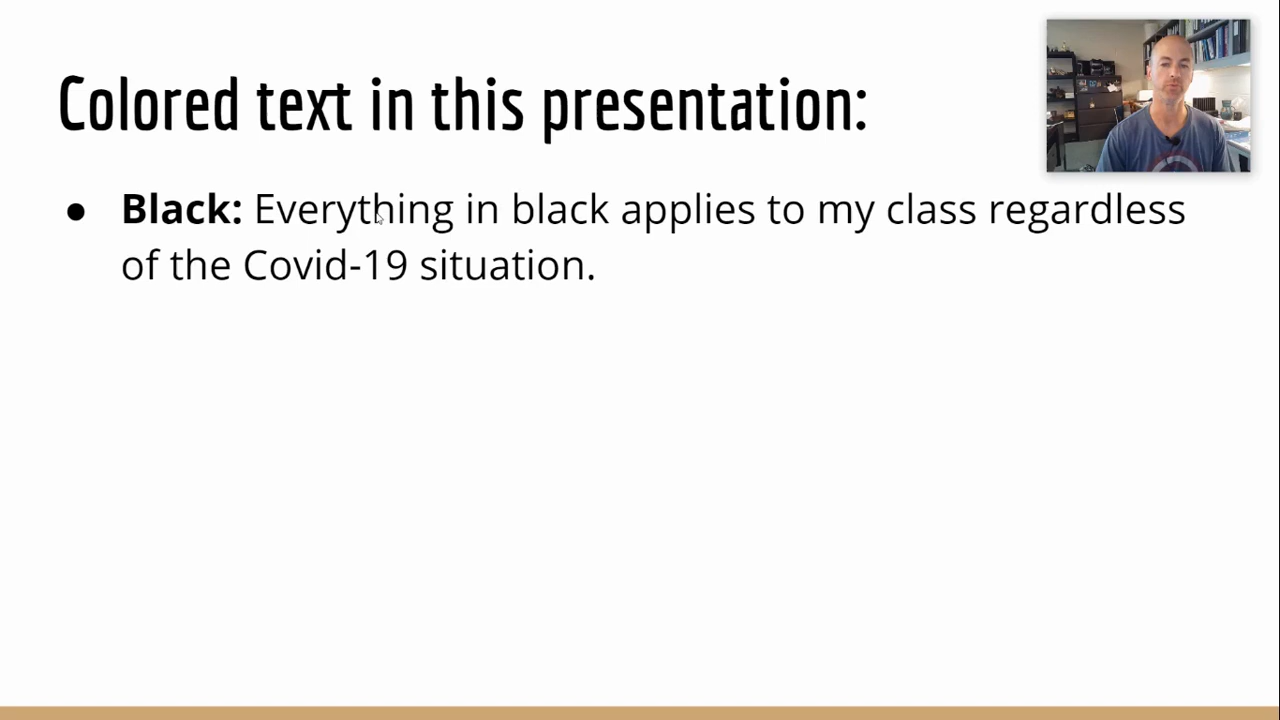 Colored text in this presentation:
● Black: Everything in black applies to my class regardless
of the Covid-19 situation.